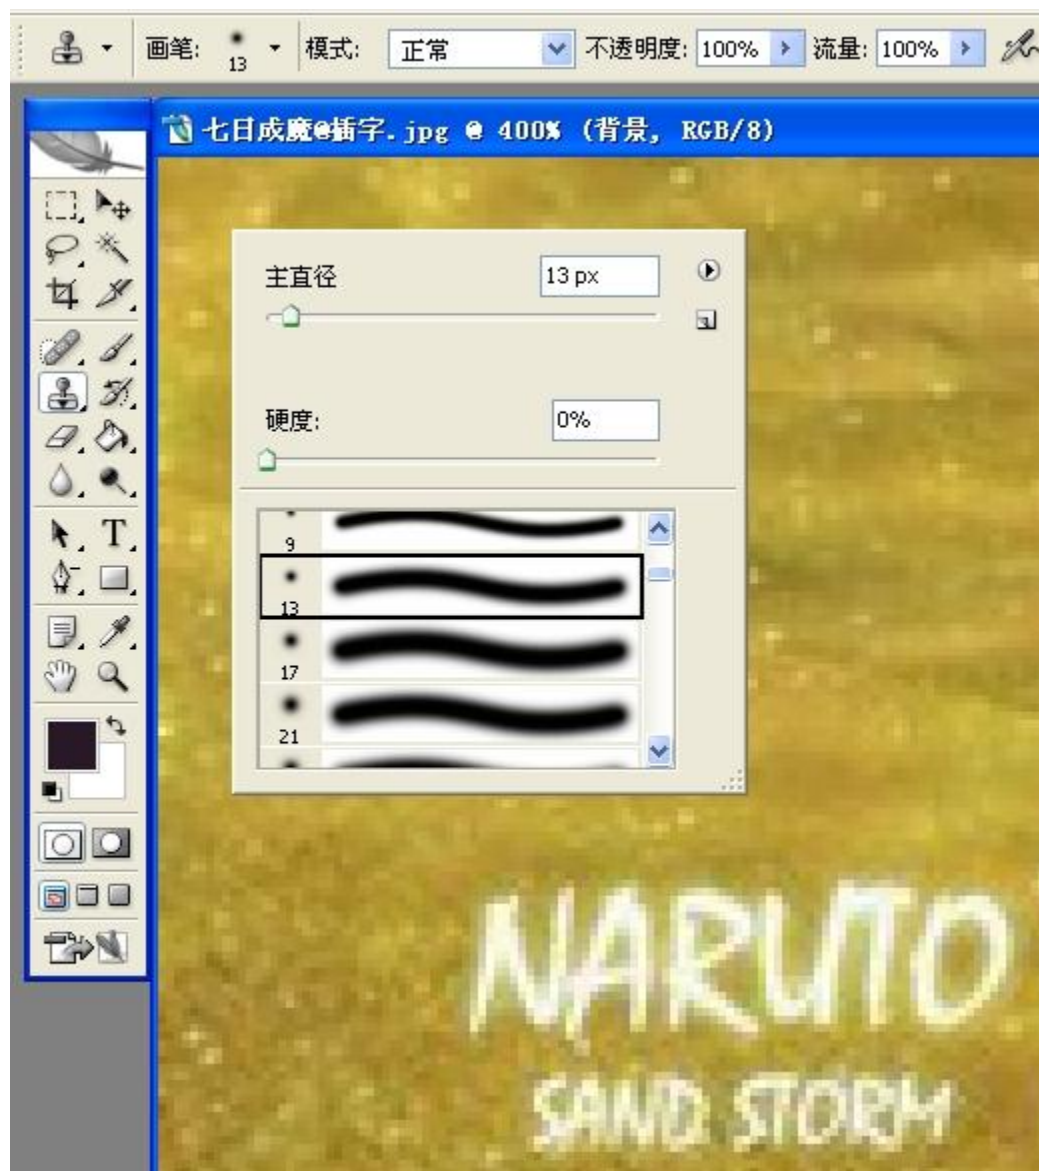 画笔: 13 模式: 正常 不透明度: 100% 流量: 100%
七日成魔@插字.jpg @ 400% (背景, RGB/8)
主直径 13 px
硬度: 0%
9
13
17
21
T
NARUTO
SAND STORM